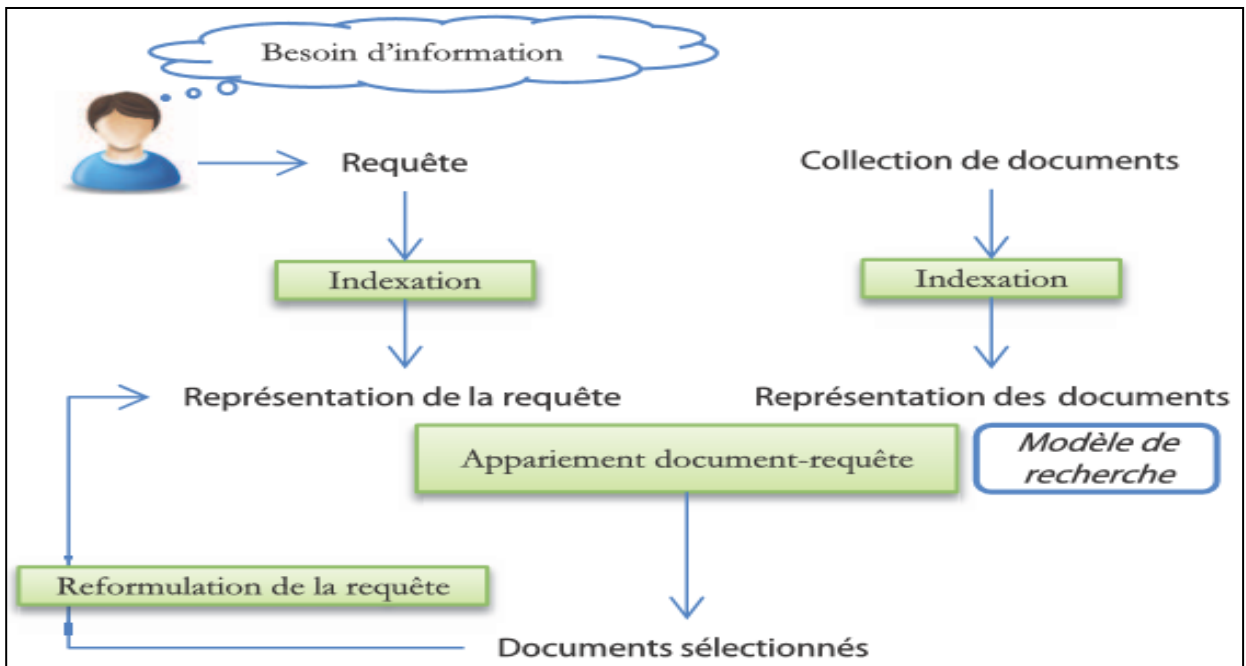 Besoin d'information
Requête
Collection de documents
Indexation
Indexation
Représentation de la requête
Représentation des documents
Appariement document-requête
Modèle de
recherche
Reformulation de la requête
Documents sélectionnés